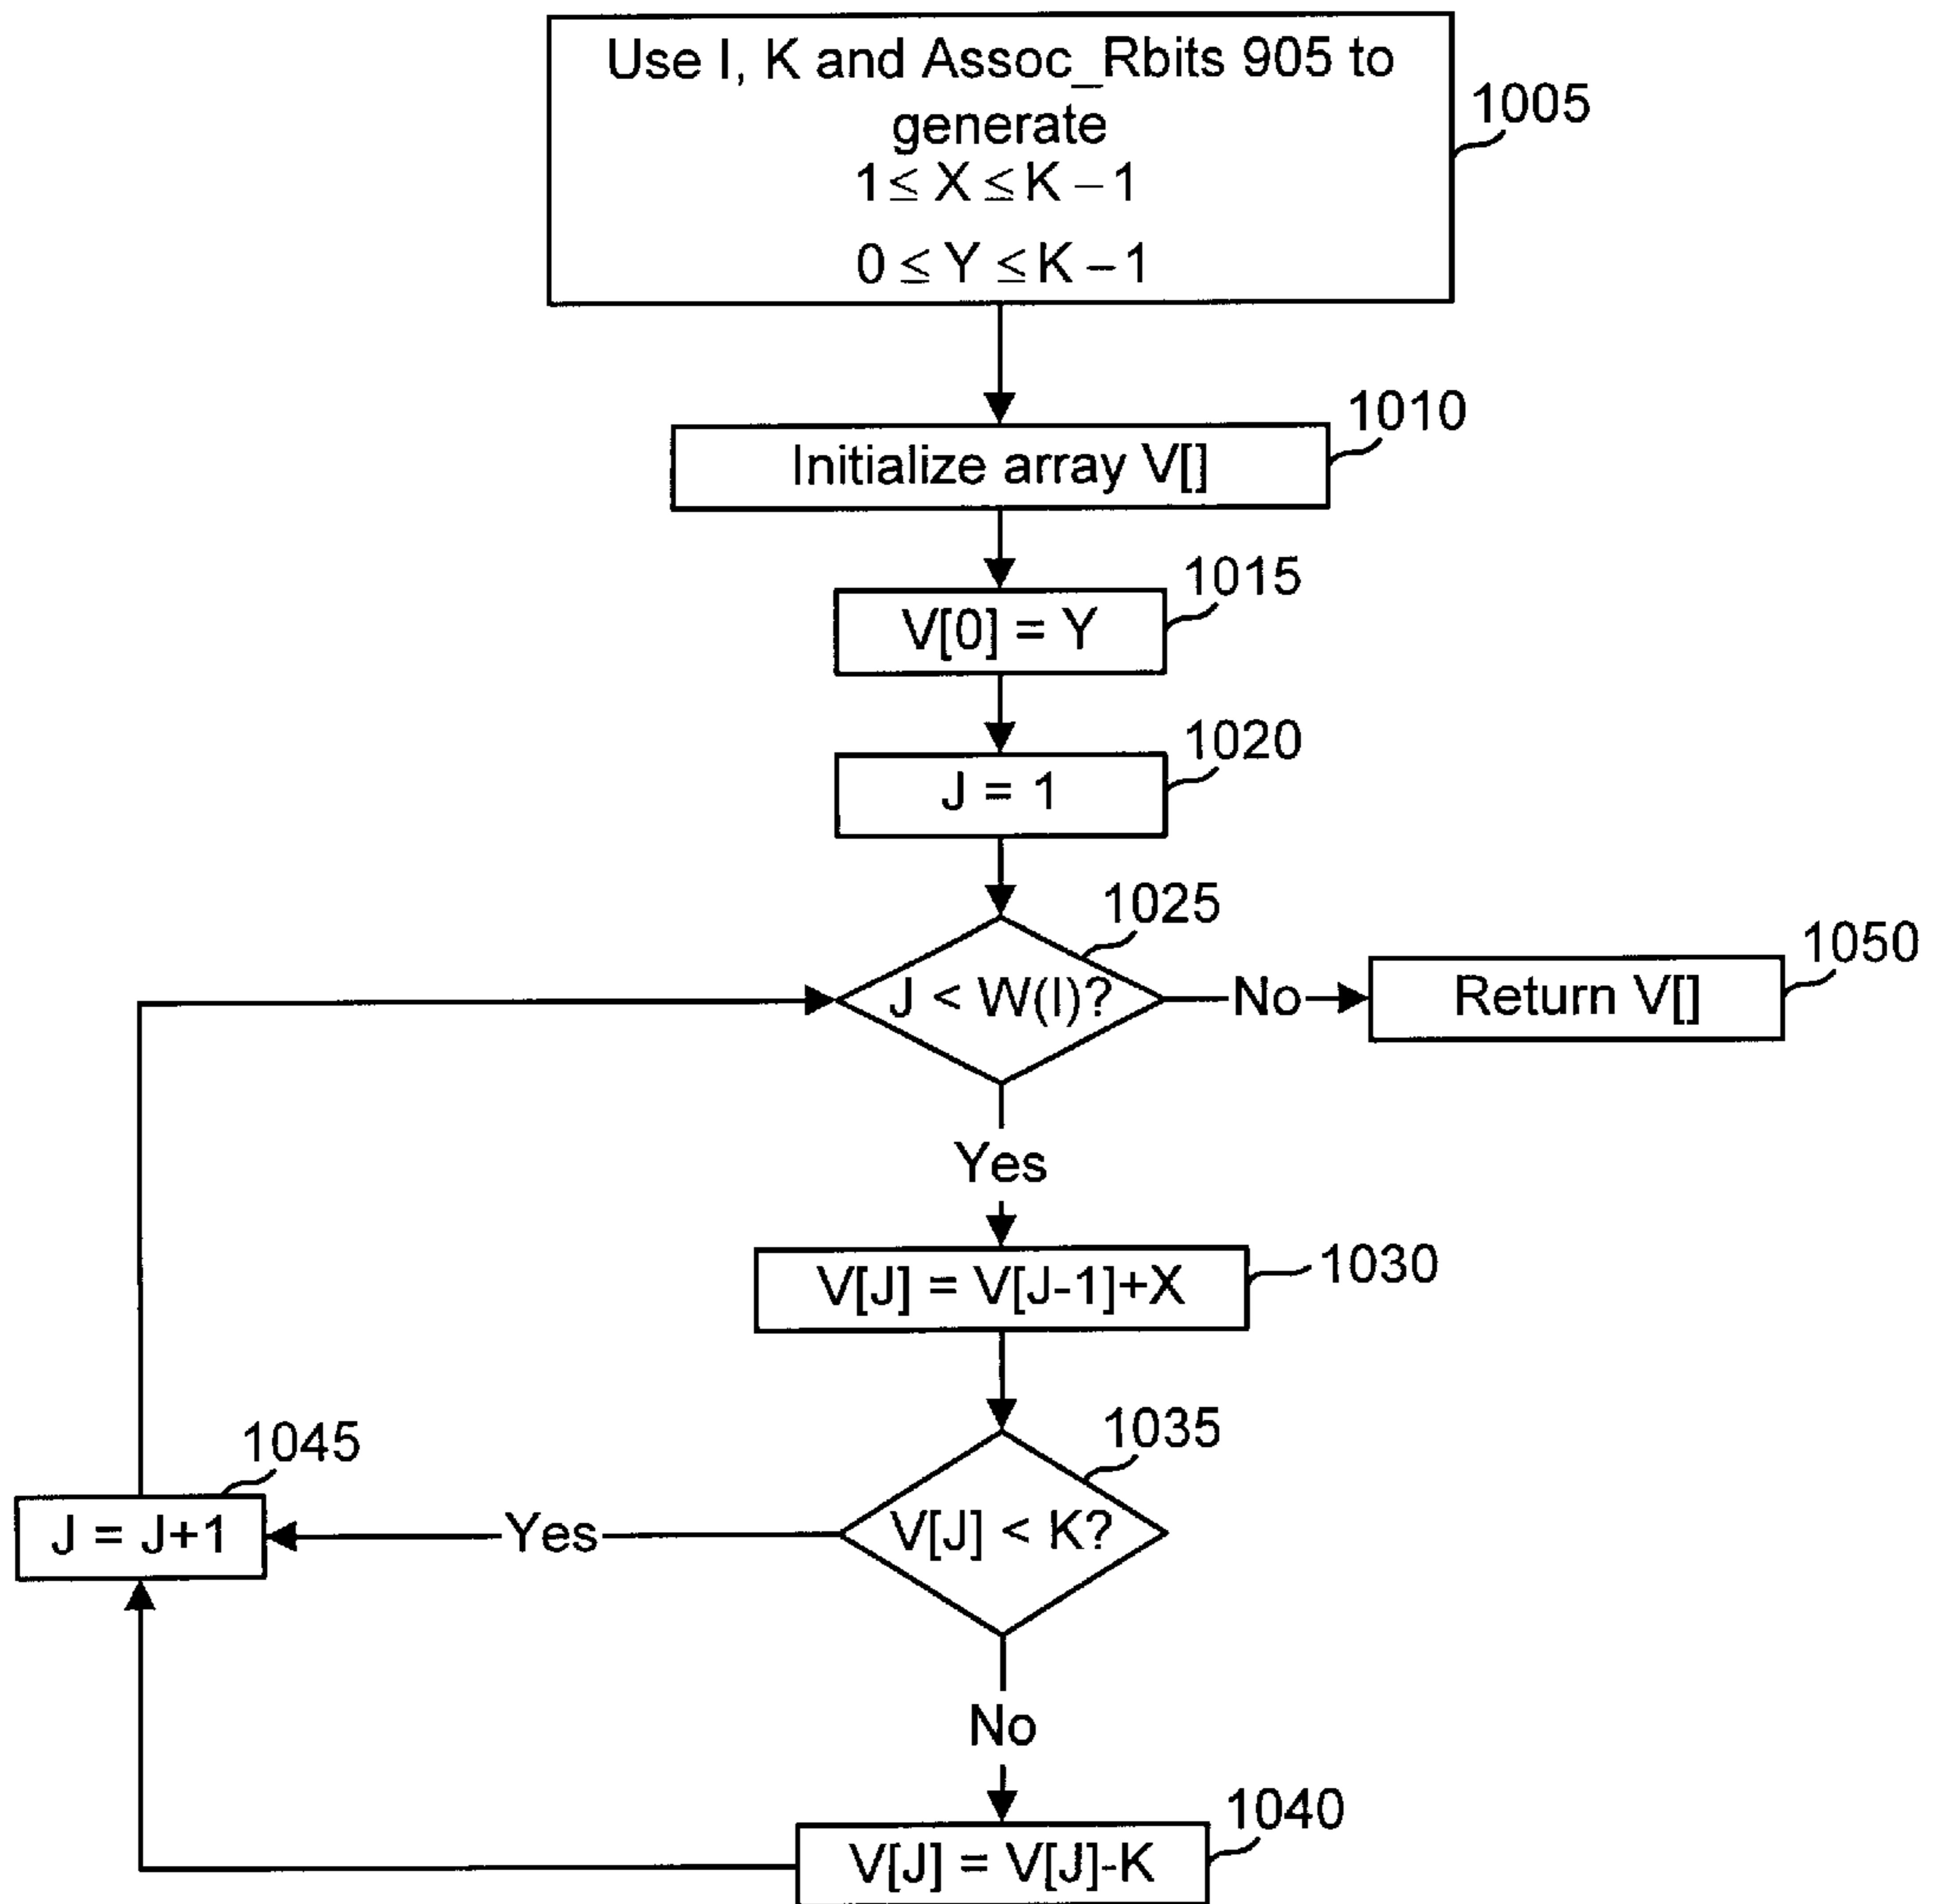 Use I, K and Assoc_Rbits 905 to
generate
1 ≤ X ≤ K – 1
0 ≤ Y ≤ K – 1
1005
Initialize array V[]
1010
V[0] = Y
1015
J = 1
1020
J < W(I)?
1025
No
Return V[]
1050
Yes
V[J] = V[J-1]+X
1030
V[J] < K?
1035
Yes
J = J+1
1045
No
V[J] = V[J]-K
1040